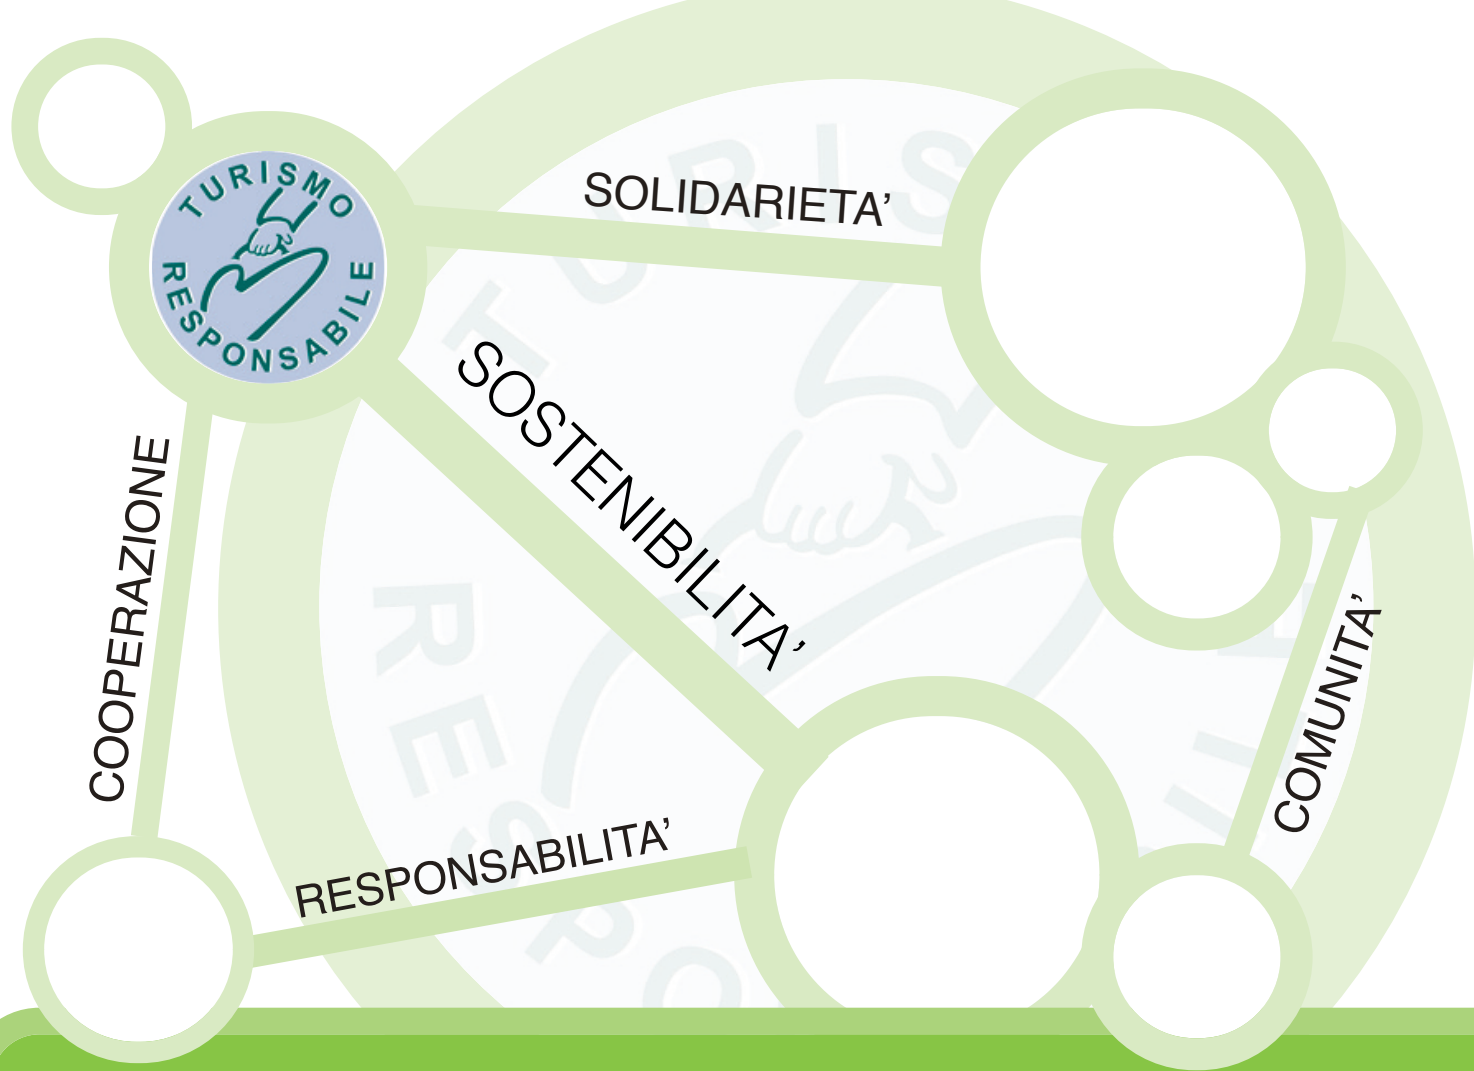 TURISMO
RESPONSABILE
SOLIDARIETA’
SOSTENIBILITA’
COOPERAZIONE
COMUNITA’
RESPONSABILITA’